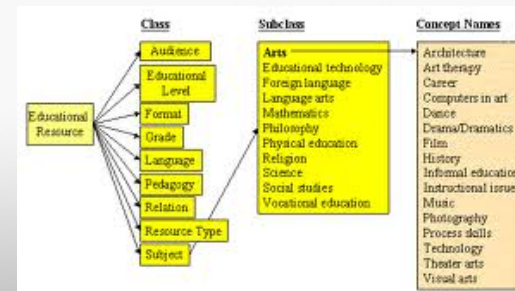 Class
Subclass
Concept Names
Educational
Resource
Audience
Educational
Level
Format
Grade
Language
Pedagogy
Relation
Resource Type
Subject
Arts
Educational technology
Foreign language
Language arts
Mathematics
Philosophy
Physical education
Religion
Science
Social studies
Vocational education
Architecture
Art therapy
Career
Computers in art
Dance
Drama/Dramatics
Film
History
Informal education
Instructional issue
Music
Photography
Process skills
Technology
Theater arts
Visual arts